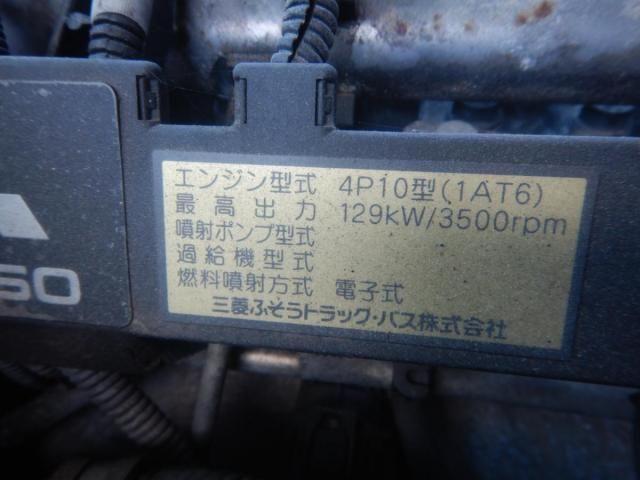 エンジン型式 4P10型(1AT6)
最高出力 129kW/3500rpm
噴射ポンプ型式
過給機型式
燃料噴射方式 電子式
三菱ふそうトラック・バス株式会社
50